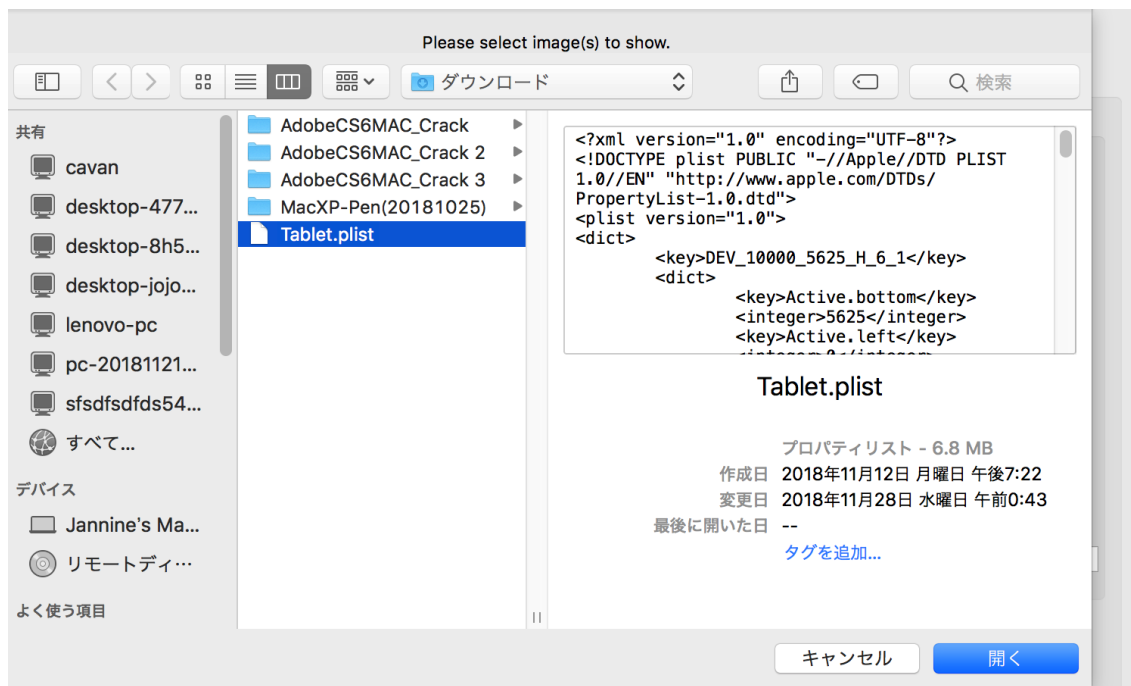 Please select image(s) to show.
ダウンロード
検索
共有
cavan
desktop-477...
desktop-8h5...
desktop-jojo...
lenovo-pc
pc-20181121...
sfsdfsdfds54...
すべて...
デバイス
Jannine's Ma...
リモートディ…
よく使う項目
AdobeCS6MAC_Crack
AdobeCS6MAC_Crack 2
AdobeCS6MAC_Crack 3
MacXP-Pen(20181025)
Tablet.plist
<?xml version="1.0" encoding="UTF-8"?>
<!DOCTYPE plist PUBLIC "-//Apple//DTD PLIST
1.0//EN" "http://www.apple.com/DTDs/
PropertyList-1.0.dtd">
<plist version="1.0">
<dict>
<key>DEV_10000_5625_H_6_1</key>
<dict>
<key>Active.bottom</key>
<integer>5625</integer>
<key>Active.left</key>
<integer>0</integer>
Tablet.plist
プロパティリスト - 6.8 MB
作成日 2018年11月12日 月曜日 午後7:22
変更日 2018年11月28日 水曜日 午前0:43
最後に開いた日 --
タグを追加...
キャンセル
開く